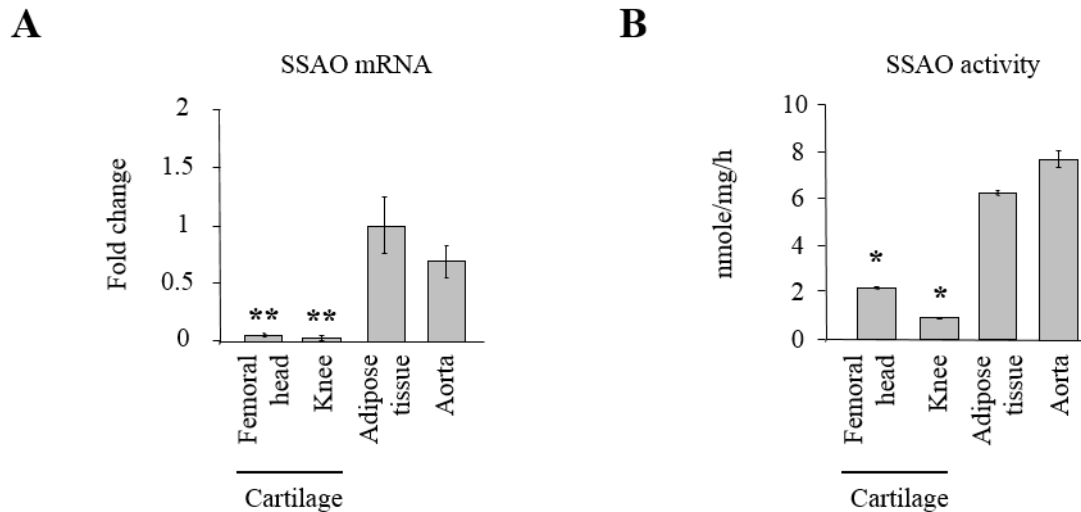 A
SSAO mRNA
Fold change
2
1.5
1
0.5
0
** **
Femoral
head
Knee
Adipose
tissue
Aorta
Cartilage
B
SSAO activity
nmole/mg/h
10
8
6
4
2
0
*
*
Femoral
head
Knee
Adipose
tissue
Aorta
Cartilage